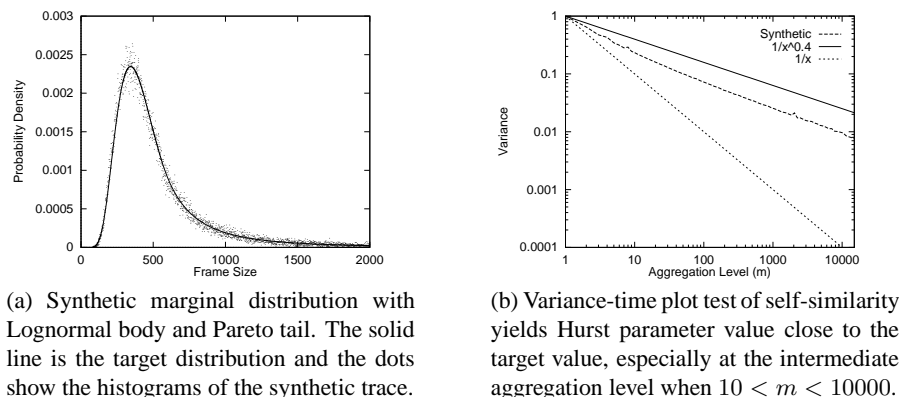 0.003
0.0025
0.002
0.0015
0.001
0.0005
0
Probability Density
0 500 1000 1500 2000
Frame Size
(a) Synthetic marginal distribution with
Lognormal body and Pareto tail. The solid
line is the target distribution and the dots
show the histograms of the synthetic trace.
1
0.1
0.01
0.001
0.0001
Variance
Synthetic
1/x^0.4
1/x
1 10 100 1000 10000
Aggregation Level (m)
(b) Variance-time plot test of self-similarity
yields Hurst parameter value close to the
target value, especially at the intermediate
aggregation level when 10 < m < 10000.